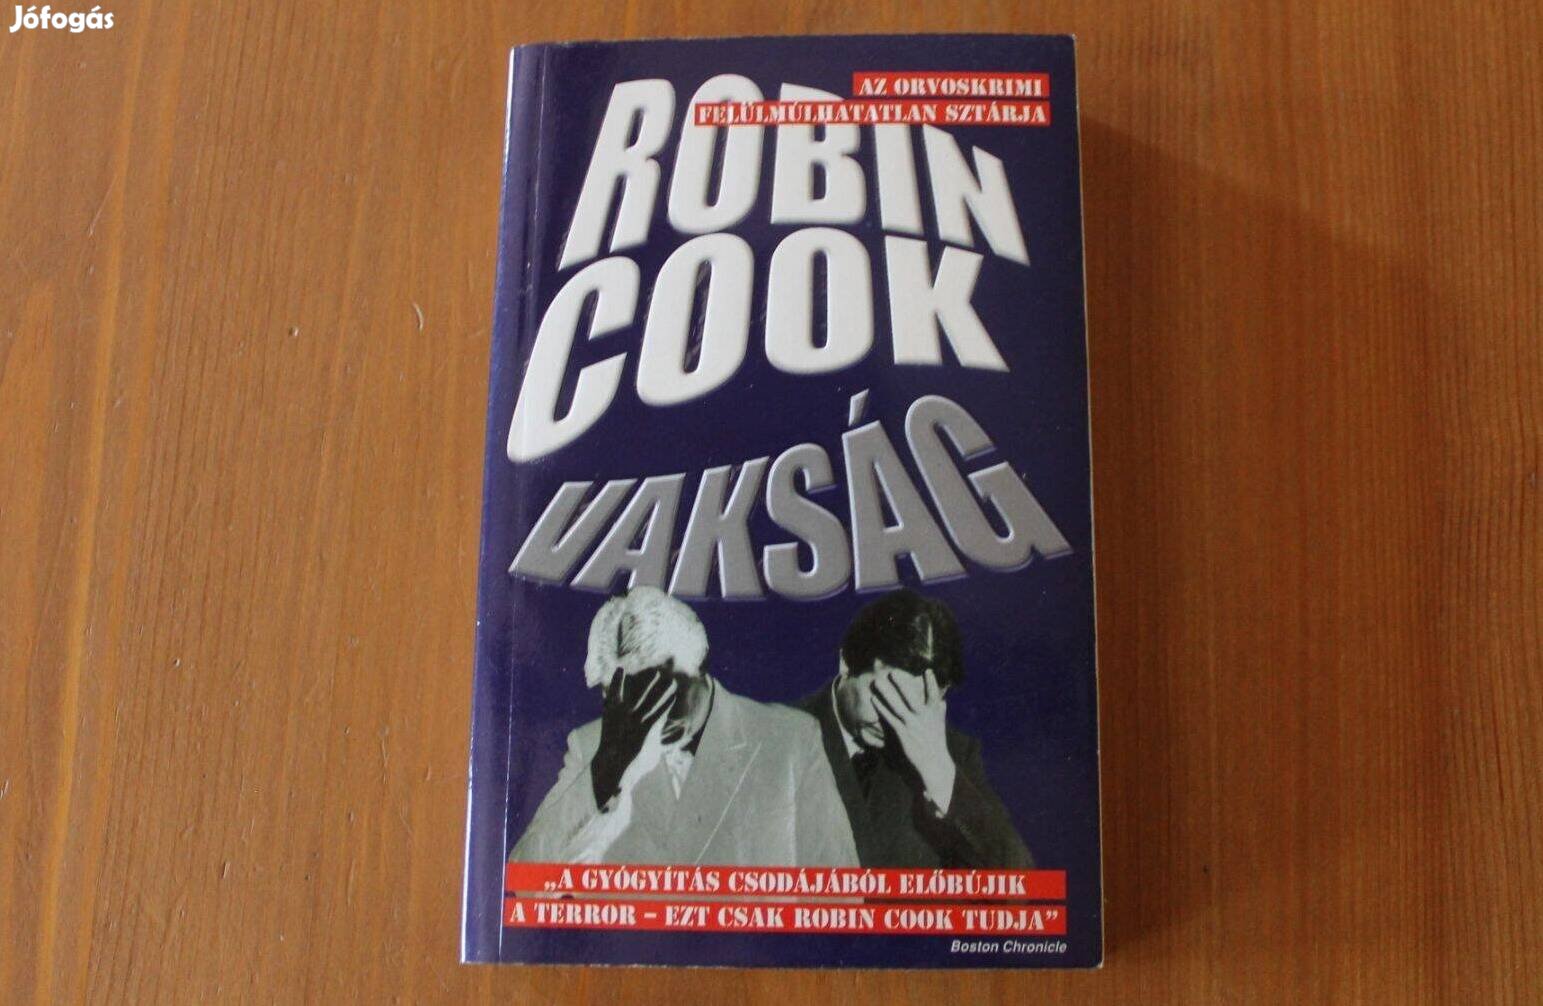 Jófogás
AZ ORVOSKRIMI
FELÜLMÚLHATATLAN SZTÁRJA
ROBIN
COOK
VAKSÁG
„A GYÓGYÍTÁS CSODÁJÁBÓL ELŐBÚJIK
A TERROR – EZT CSAK ROBIN COOK TUDJA”
Boston Chronicle